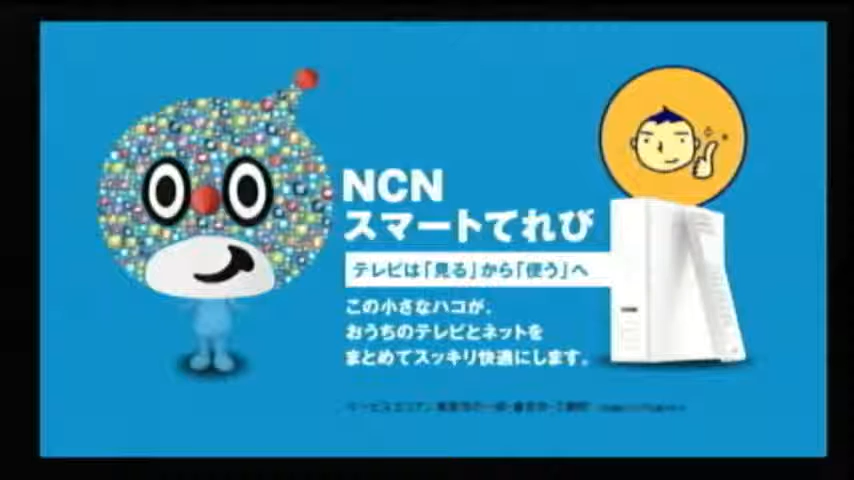 NCN
スマートてれび
テレビは「見る」から「使う」へ
この小さなハコが、
おうちのテレビとネットを
まとめてスッキリ快適にします。